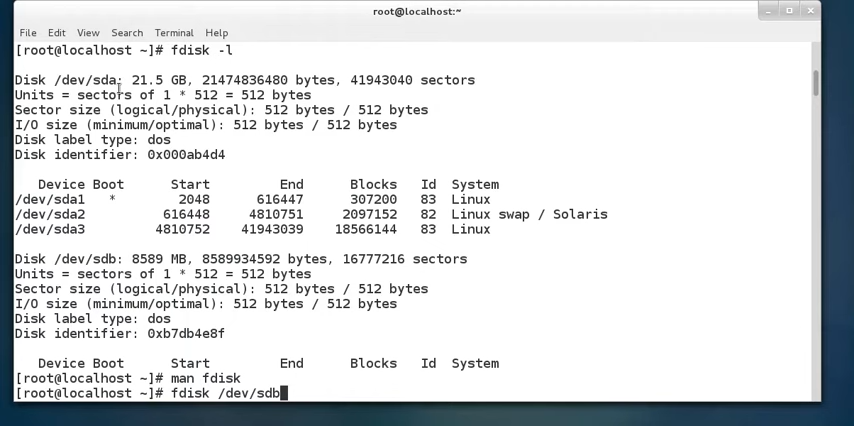 root@localhost:~
File Edit View Search Terminal Help
[root@localhost ~]# fdisk -l
Disk /dev/sda: 21.5 GB, 21474836480 bytes, 41943040 sectors
Units = sectors of 1 * 512 = 512 bytes
Sector size (logical/physical): 512 bytes / 512 bytes
I/O size (minimum/optimal): 512 bytes / 512 bytes
Disk label type: dos
Disk identifier: 0x000ab4d4
Device Boot Start End Blocks Id System
/dev/sda1 * 2048 616447 307200 83 Linux
/dev/sda2 616448 4810751 2097152 82 Linux swap / Solaris
/dev/sda3 4810752 41943039 18566144 83 Linux
Disk /dev/sdb: 8589 MB, 8589934592 bytes, 16777216 sectors
Units = sectors of 1 * 512 = 512 bytes
Sector size (logical/physical): 512 bytes / 512 bytes
I/O size (minimum/optimal): 512 bytes / 512 bytes
Disk label type: dos
Disk identifier: 0xb7db4e8f
Device Boot Start End Blocks Id System
[root@localhost ~]# man fdisk
[root@localhost ~]# fdisk /dev/sdb